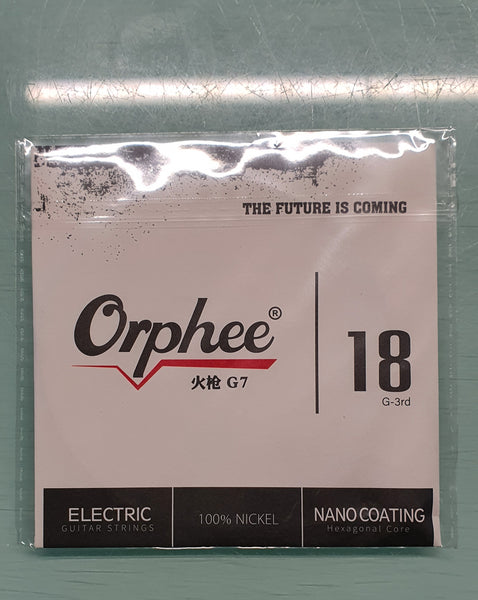 THE FUTURE IS COMING
Orphee®
火枪 G7
18
G-3rd
ELECTRIC
GUITAR STRINGS
100% NICKEL
NANO COATING
Hexagonal Core